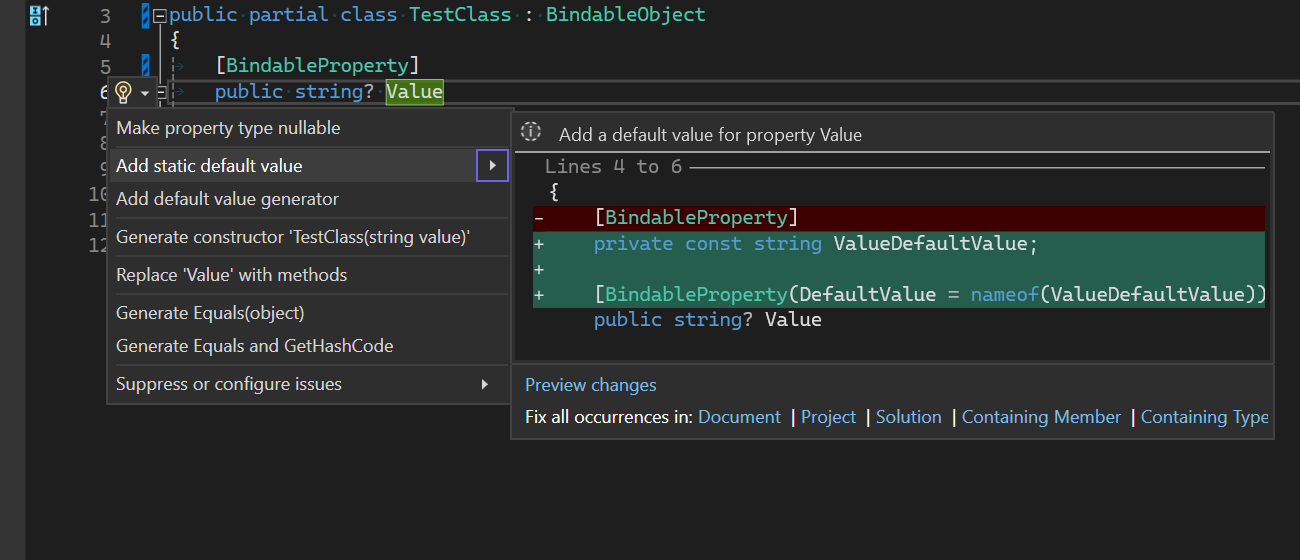 3 public partial class TestClass : BindableObject
4 {
5 [BindableProperty]
6 public string? Value
7
8
9
10
11
12
Make property type nullable
Add static default value
Add default value generator
Generate constructor 'TestClass(string value)'
Replace 'Value' with methods
Generate Equals(object)
Generate Equals and GetHashCode
Suppress or configure issues
Add a default value for property Value
Lines 4 to 6
{
- [BindableProperty]
+ private const string ValueDefaultValue;
+
+ [BindableProperty(DefaultValue = nameof(ValueDefaultValue))
public string? Value
Preview changes
Fix all occurrences in: Document | Project | Solution | Containing Member | Containing Type